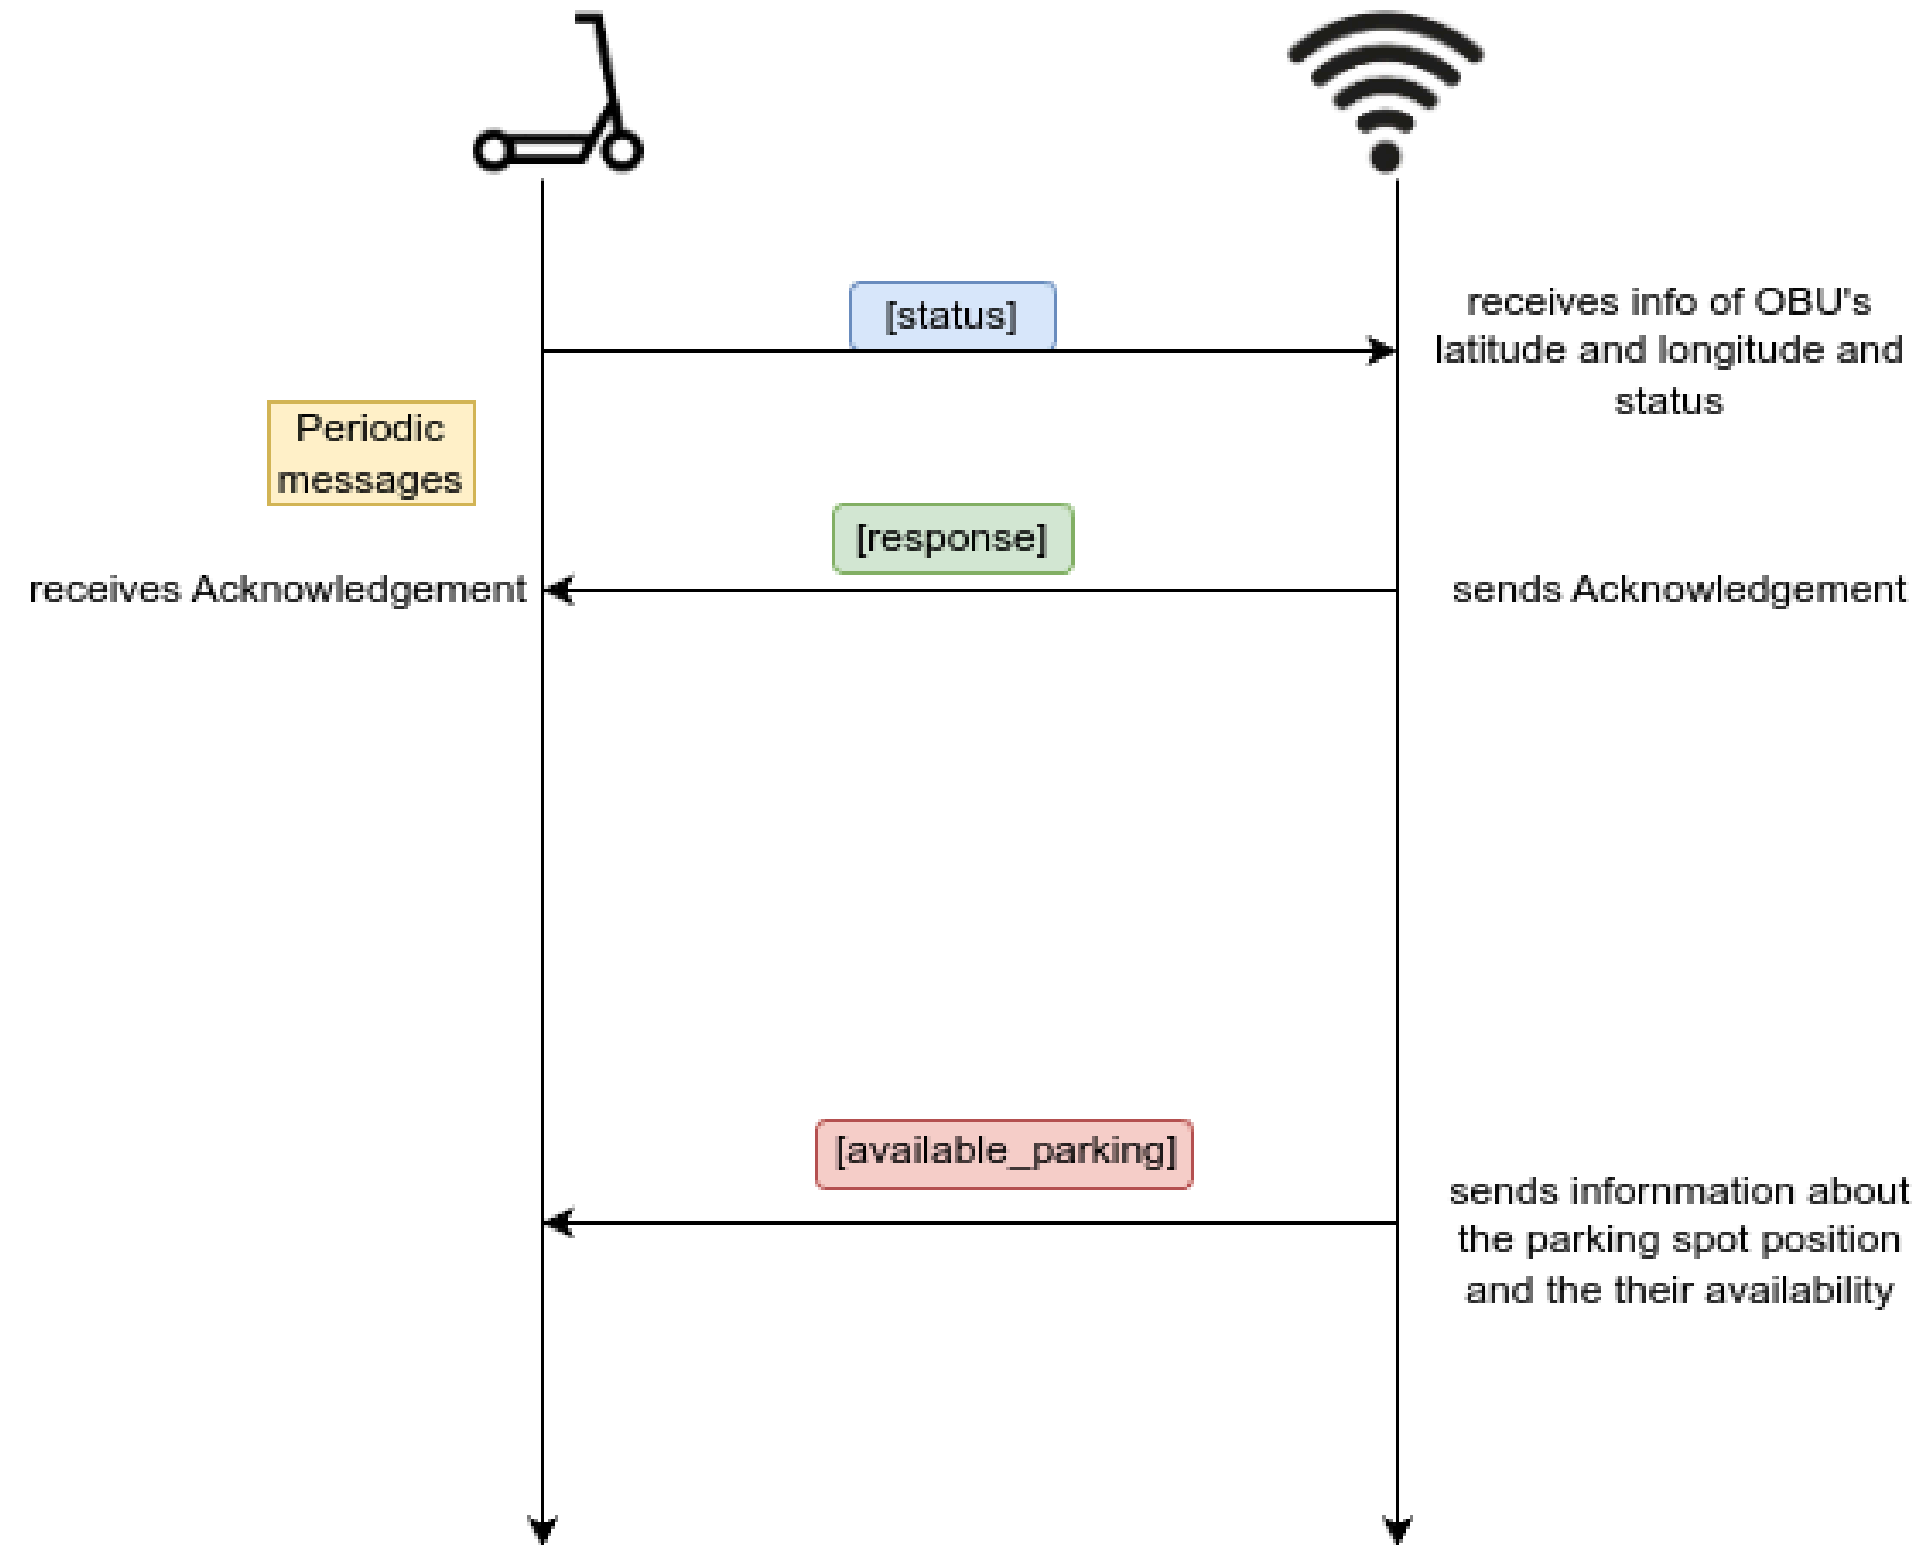 [status]
receives info of OBU's
latitude and longitude and
status
Periodic
messages
[response]
receives Acknowledgement
sends Acknowledgement
[available_parking]
sends infornmation about
the parking spot position
and the their availability